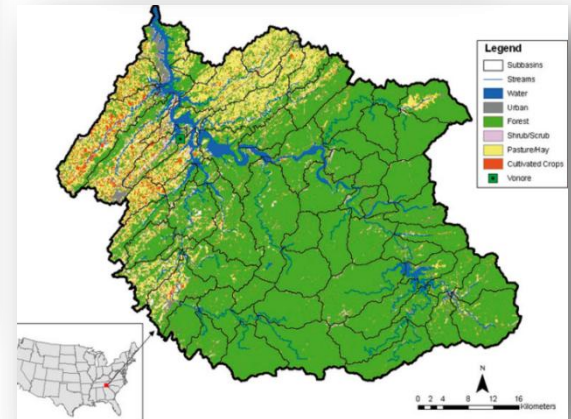 Legend
Subbasins
Streams
Water
Urban
Forest
Shrub/Scrub
Pasture/Hay
Cultivated Crops
Vonore
N
0 2 4 8 12 16
Kilometers